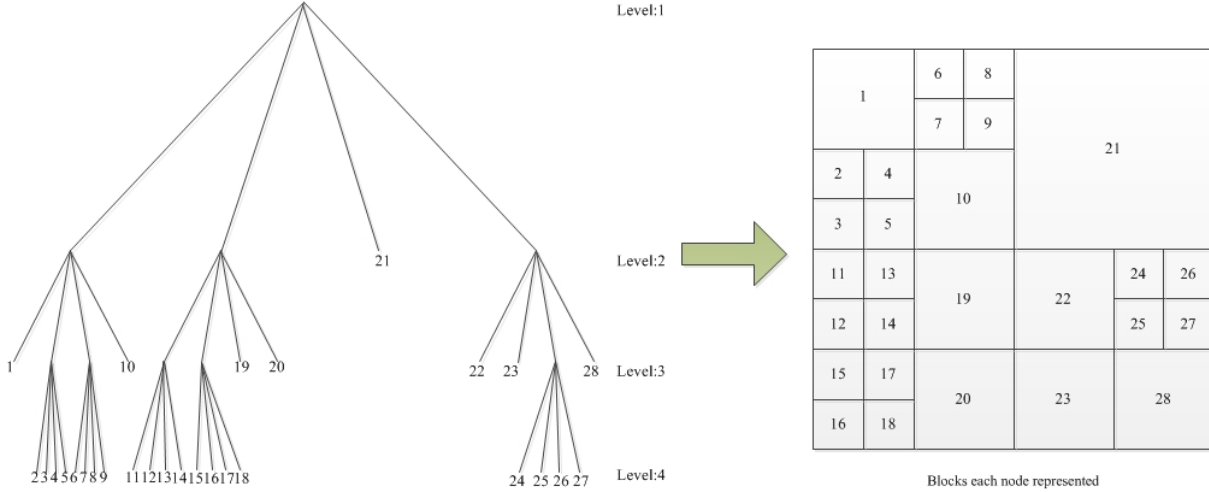 Level:1
21
Level:2
1 10 19 20 22 23 28
Level:3
2 3 4 5 6 7 8 9 11 12 13 14 15 16 17 18 24 25 26 27
Level:4
6 8
1 21
7 9
2 4
10
3 5
11 13 24 26
19 22
12 14 25 27
15 17
20 23 28
16 18
Blocks each node represented